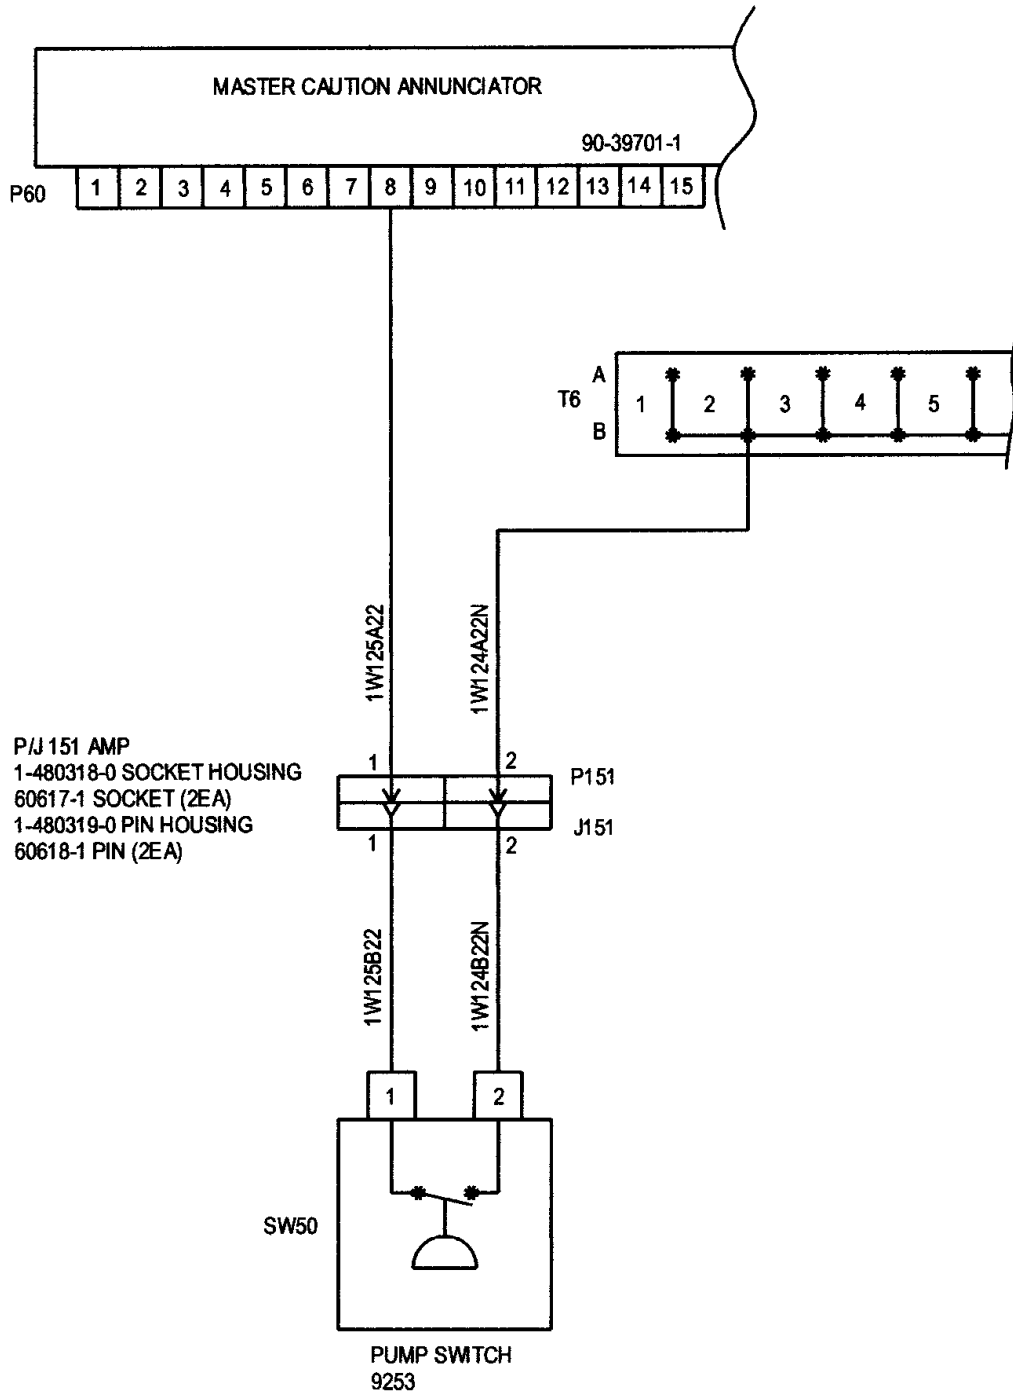 MASTER CAUTION ANNUNCIATOR
90-39701-1
P60 1 2 3 4 5 6 7 8 9 10 11 12 13 14 15
A
T6 1 2 3 4 5
B
1W125A22
1W124A22N
P/J 151 AMP
1-480318-0 SOCKET HOUSING
60617-1 SOCKET (2EA)
1-480319-0 PIN HOUSING
60618-1 PIN (2EA)
1 2 P151
1 2 J151
1W125B22
1W124B22N
1 2
SW50
PUMP SWITCH
9253